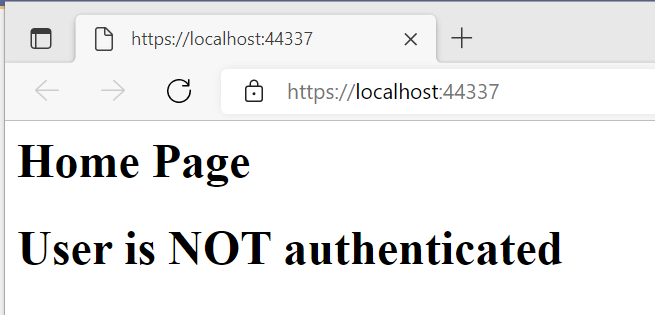 https://localhost:44337
https://localhost:44337
Home Page
User is NOT authenticated